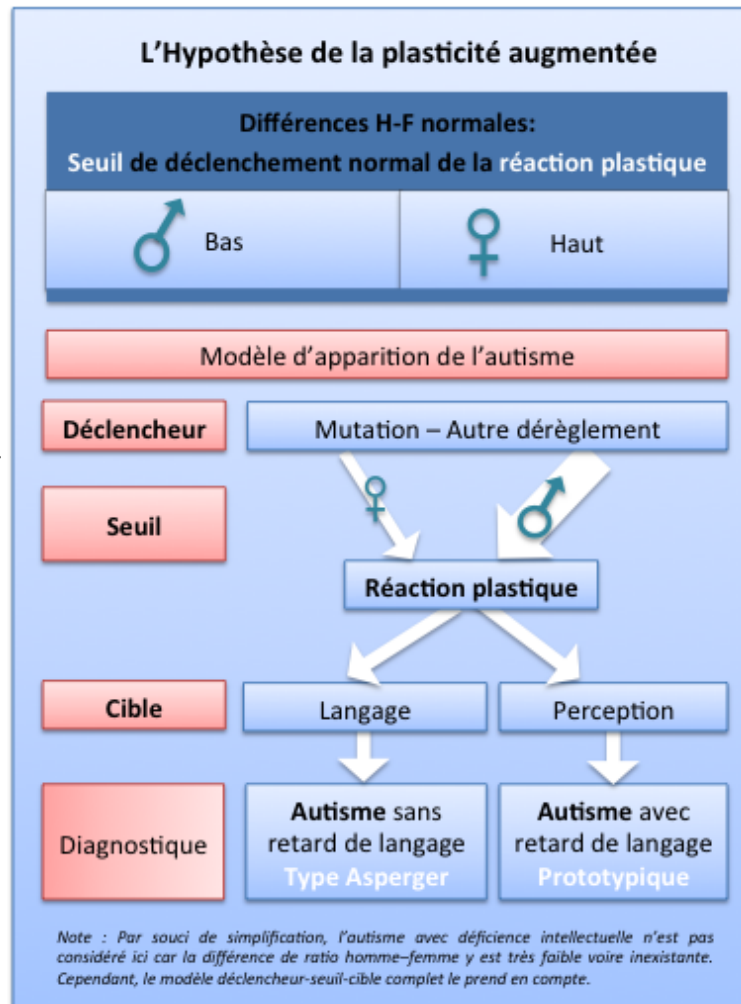 L'Hypothèse de la plasticité augmentée
Différences H-F normales:
Seuil de déclenchement normal de la réaction plastique
Bas
Haut
Modèle d'apparition de l'autisme
Déclencheur
Mutation – Autre dérèglement
Seuil
Réaction plastique
Cible
Langage
Perception
Diagnostique
Autisme sans
retard de langage
Type Asperger
Autisme avec
retard de langage
Prototypique
Note : Par souci de simplification, l'autisme avec déficience intellectuelle n'est pas
considéré ici car la différence de ratio homme–femme y est très faible voire inexistante.
Cependant, le modèle déclencheur-seuil-cible complet le prend en compte.